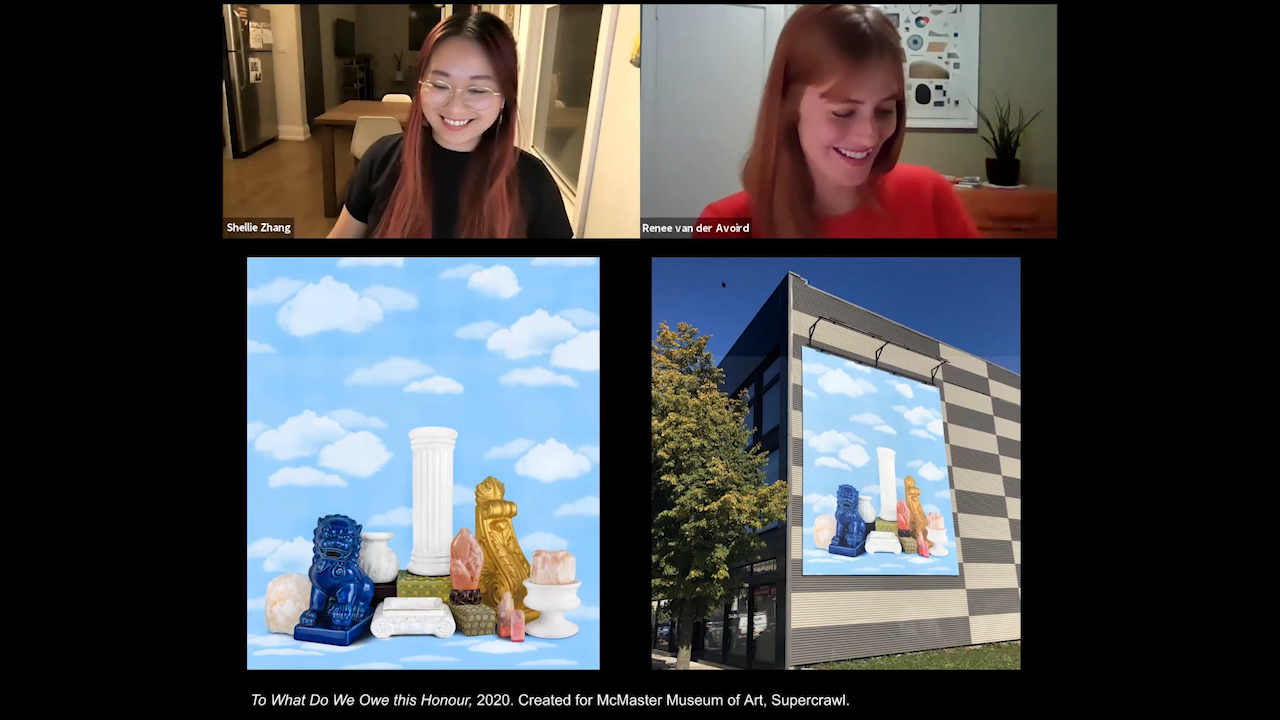 Shellie Zhang
Renee van der Avoird
To What Do We Owe this Honour, 2020. Created for McMaster Museum of Art, Supercrawl.